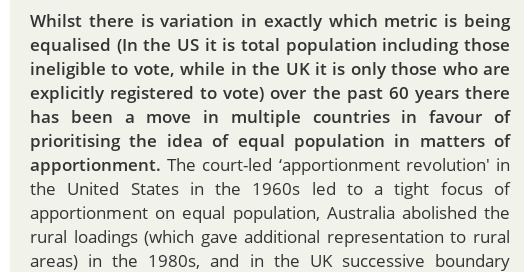 Whilst there is variation in exactly which metric is being
equalised (In the US it is total population including those
ineligible to vote, while in the UK it is only those who are
explicitly registered to vote) over the past 60 years there
has been a move in multiple countries in favour of
prioritising the idea of equal population in matters of
apportionment. The court-led ‘apportionment revolution' in
the United States in the 1960s led to a tight focus of
apportionment on equal population, Australia abolished the
rural loadings (which gave additional representation to rural
areas) in the 1980s, and in the UK successive boundary